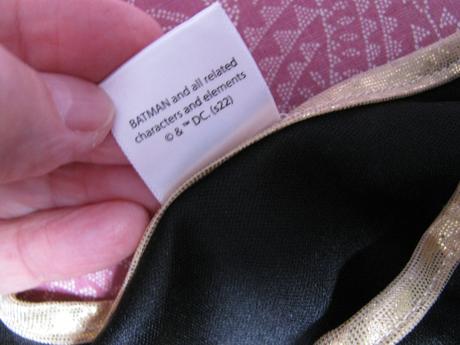 BATMAN and all related
characters and elements
© & ™ DC. (s22)